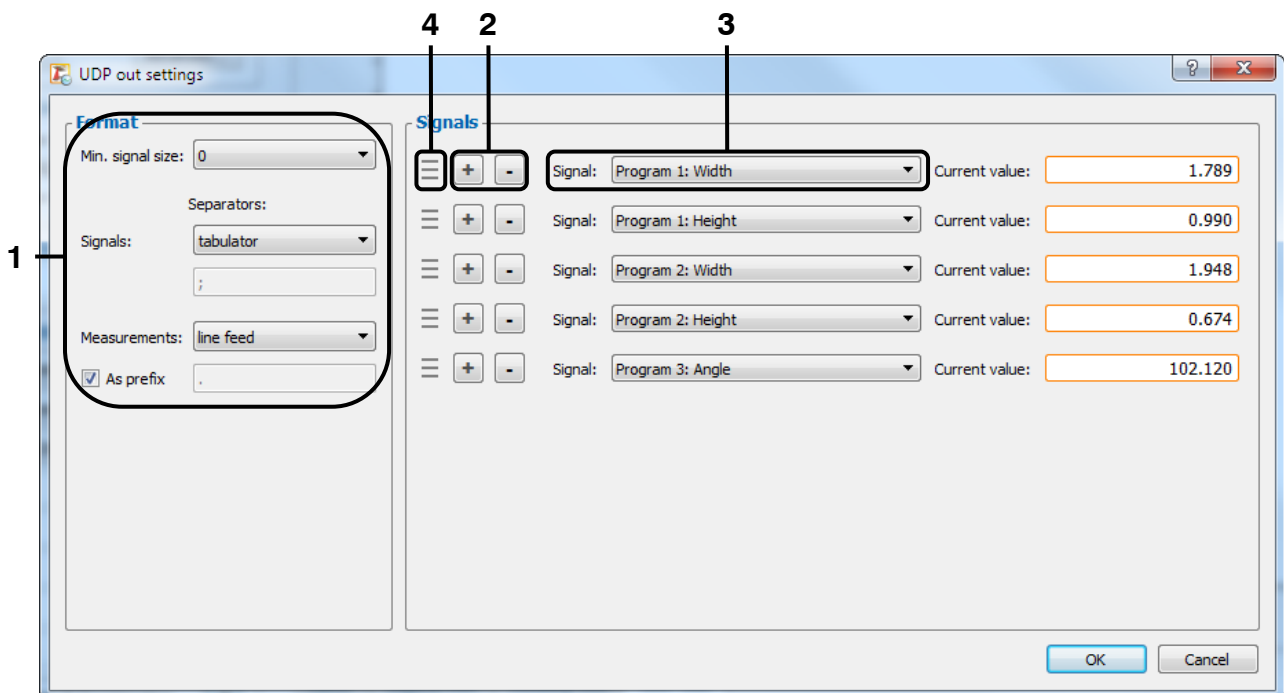 4 2 3
UDP out settings
? X
Format
Min. signal size: 0
Separators:
Signals: tabulator
;
Measurements: line feed
As prefix .
1
Signals
+ - Signal: Program 1: Width Current value: 1.789
+ - Signal: Program 1: Height Current value: 0.990
+ - Signal: Program 2: Width Current value: 1.948
+ - Signal: Program 2: Height Current value: 0.674
+ - Signal: Program 3: Angle Current value: 102.120
OK Cancel